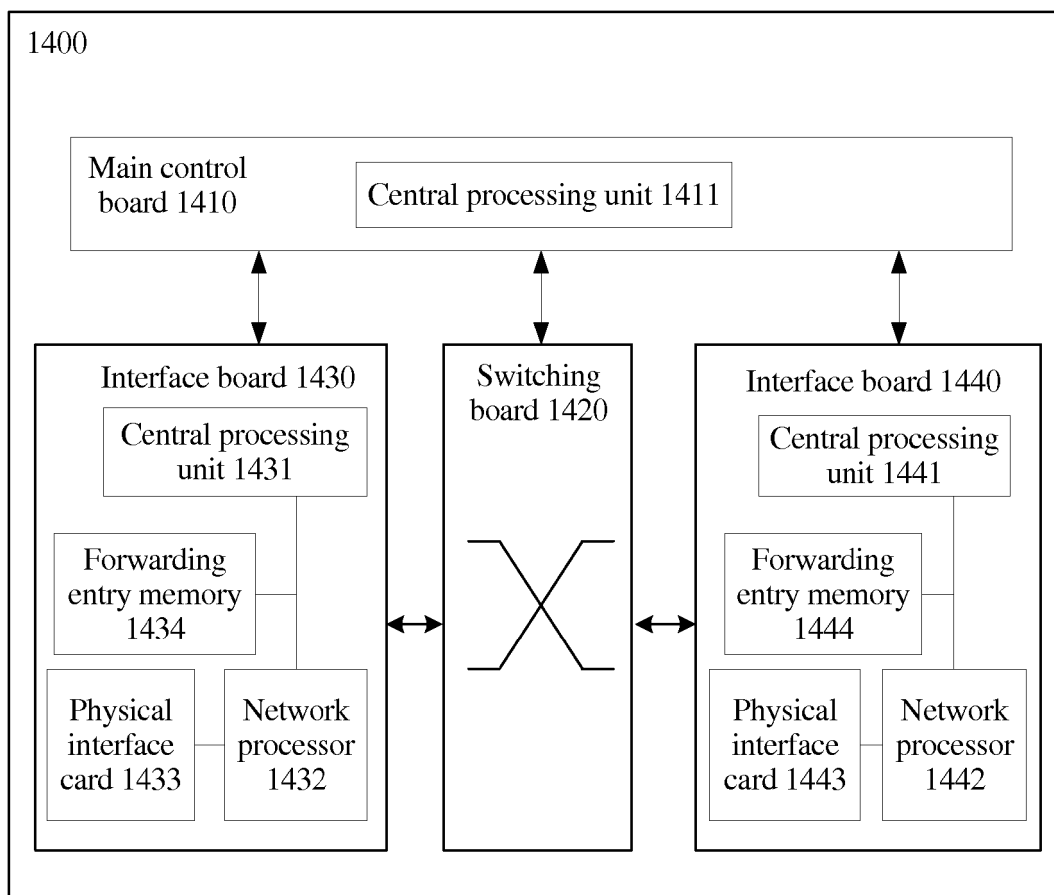 1400
Main control
board 1410
Central processing unit 1411
Interface board 1430
Central processing
unit 1431
Forwarding
entry memory
1434
Physical
interface
card 1433
Network
processor
1432
Switching
board 1420
Interface board 1440
Central processing
unit 1441
Forwarding
entry memory
1444
Physical
interface
card 1443
Network
processor
1442